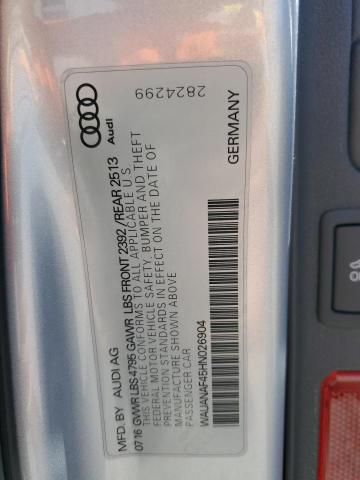 MFD. BY AUDI AG
0716 GVWR LBS 4795 GAWR LBS FRONT 2392/REAR 2513
THIS VEHICLE CONFORMS TO ALL APPLICABLE U.S.
FEDERAL MOTOR VEHICLE SAFETY, BUMPER AND THEFT
PREVENTION STANDARDS IN EFFECT ON THE DATE OF
MANUFACTURE SHOWN ABOVE
PASSENGER CAR
WAUANAF45HN026904
Audi
2824299
GERMANY